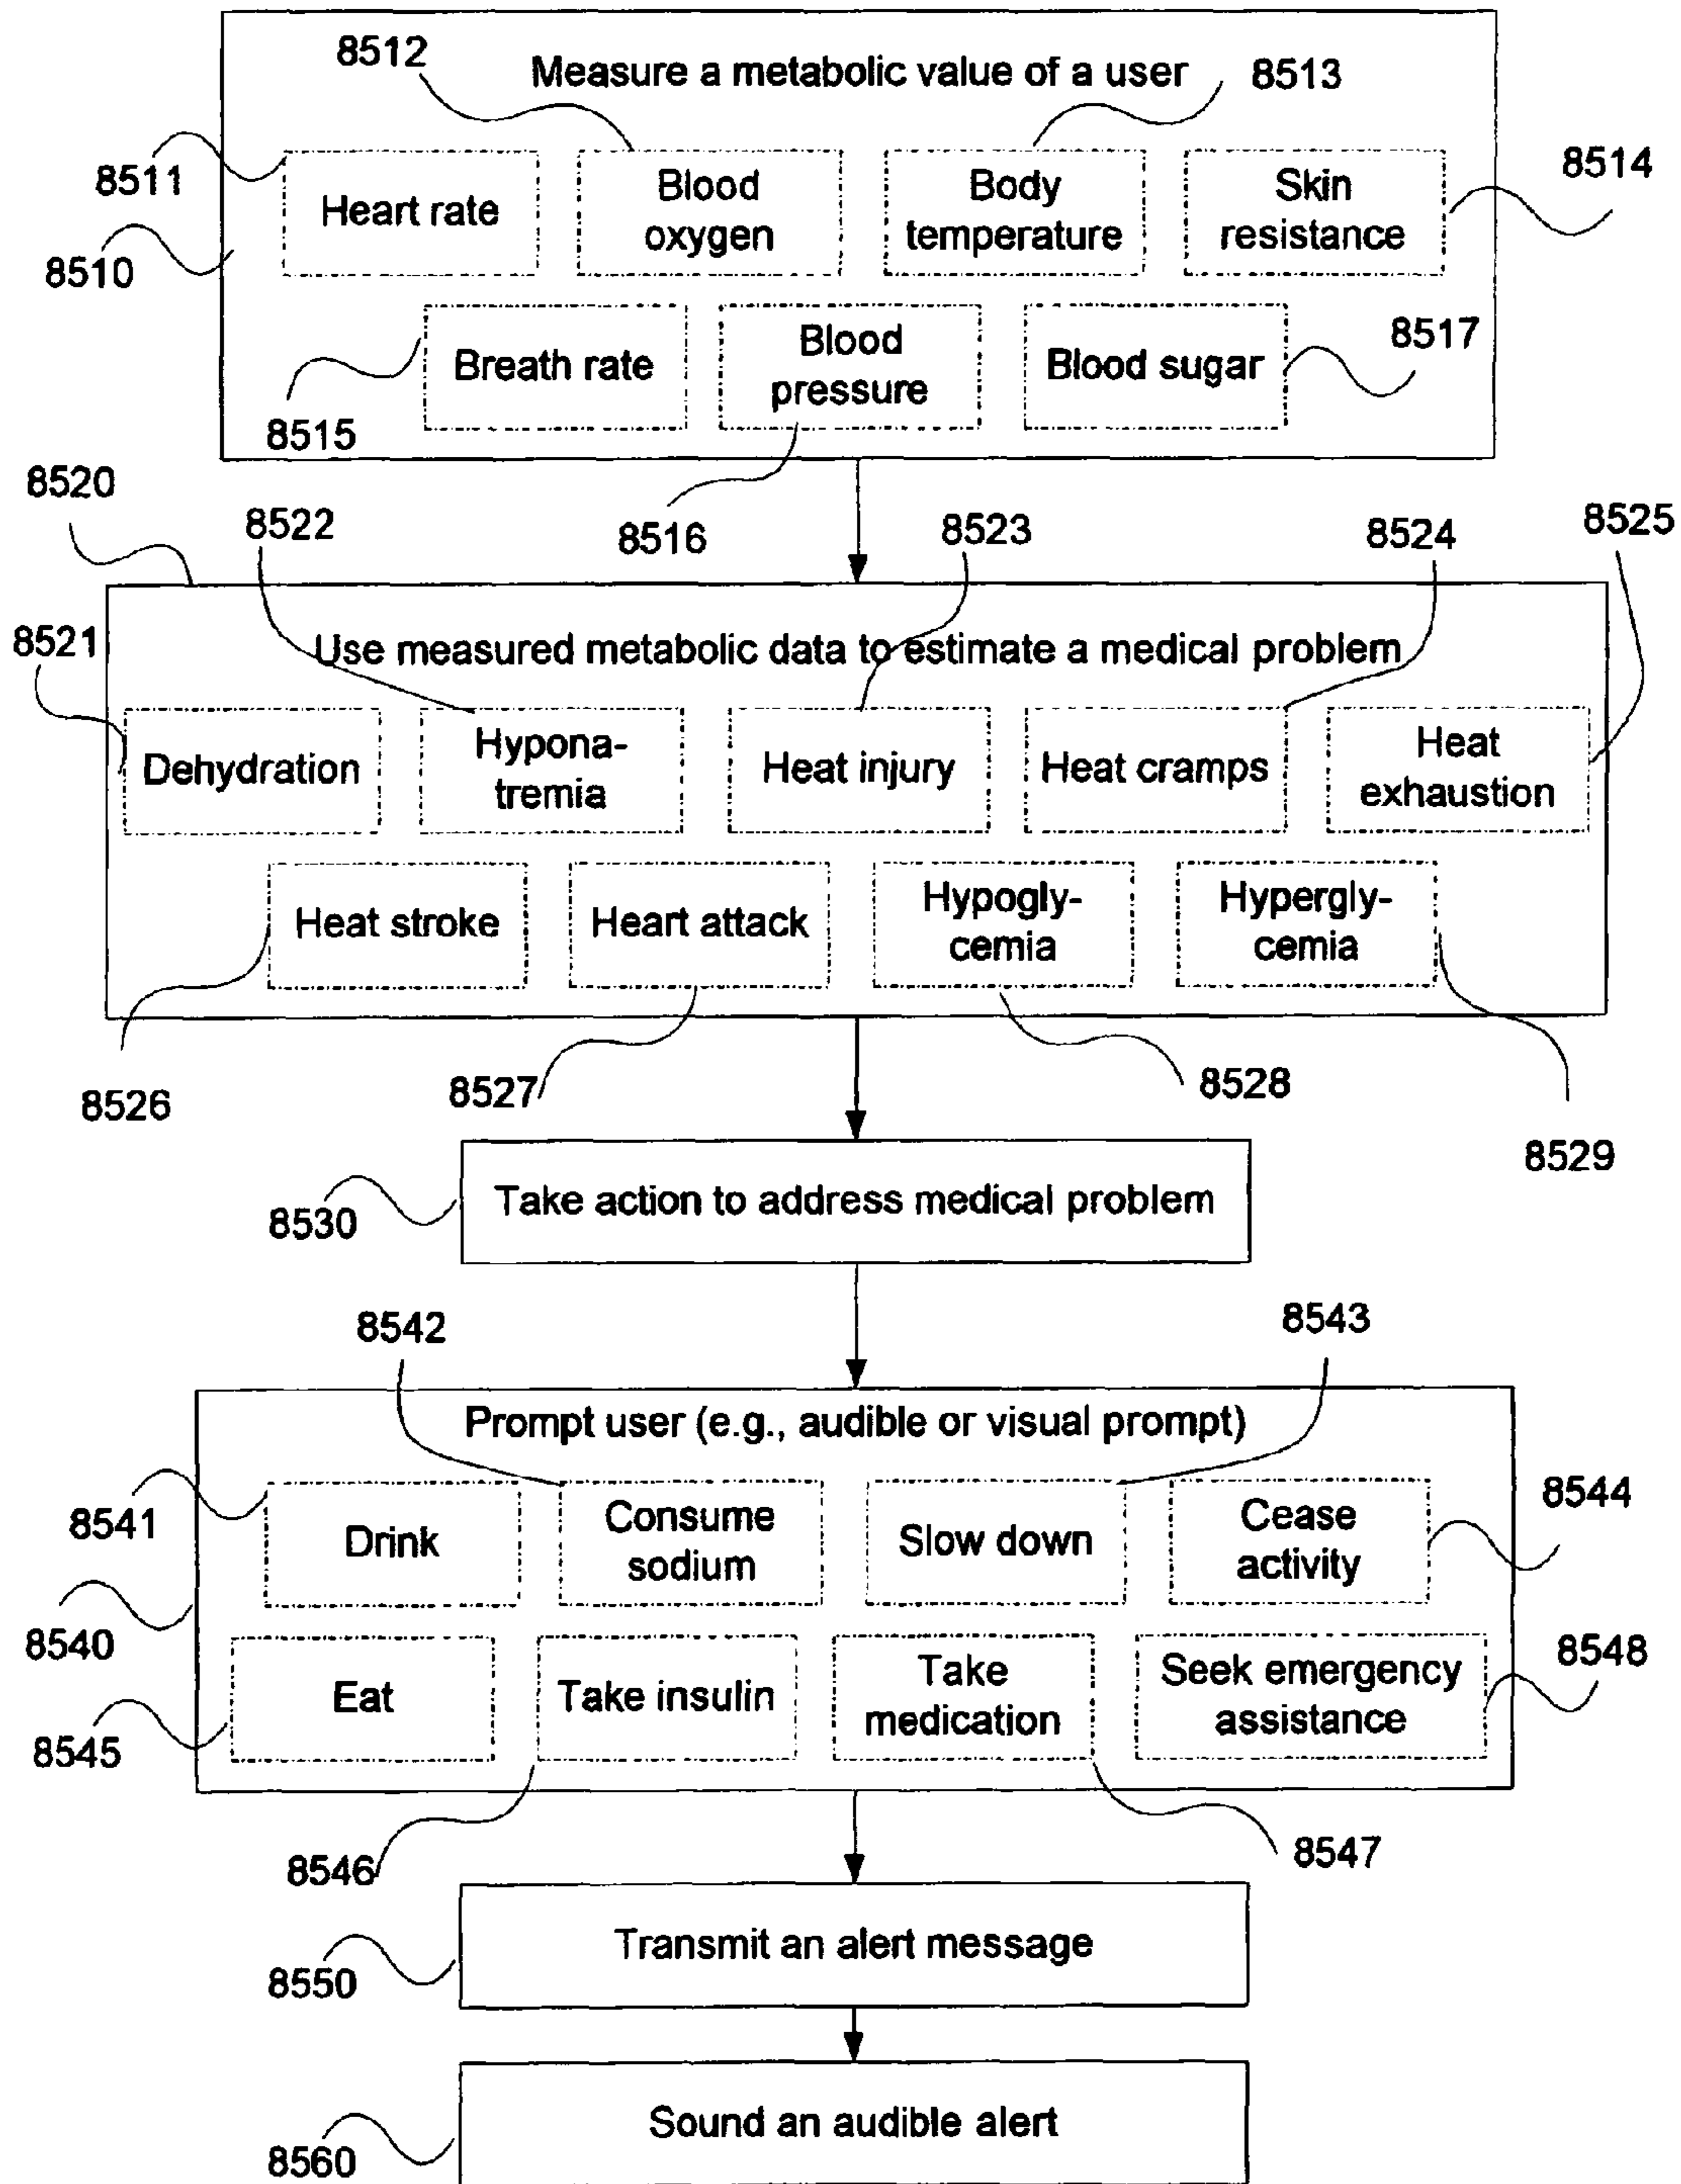 8512
Measure a metabolic value of a user
8513
8511
Heart rate
Blood
oxygen
Body
temperature
Skin
resistance
8514
8510
Breath rate
Blood
pressure
Blood sugar
8517
8515
8516
8520
8522
8523
8524
8525
8521
Use measured metabolic data to estimate a medical problem
Dehydration
Hypona-
tremia
Heat injury
Heat cramps
Heat
exhaustion
Heat stroke
Heart attack
Hypogly-
cemia
Hypergly-
cemia
8526
8527
8528
8529
8530
Take action to address medical problem
8542
8543
Prompt user (e.g., audible or visual prompt)
8541
Drink
Consume
sodium
Slow down
Cease
activity
8544
8540
Eat
Take insulin
Take
medication
Seek emergency
assistance
8548
8545
8546
8547
Transmit an alert message
8550
Sound an audible alert
8560